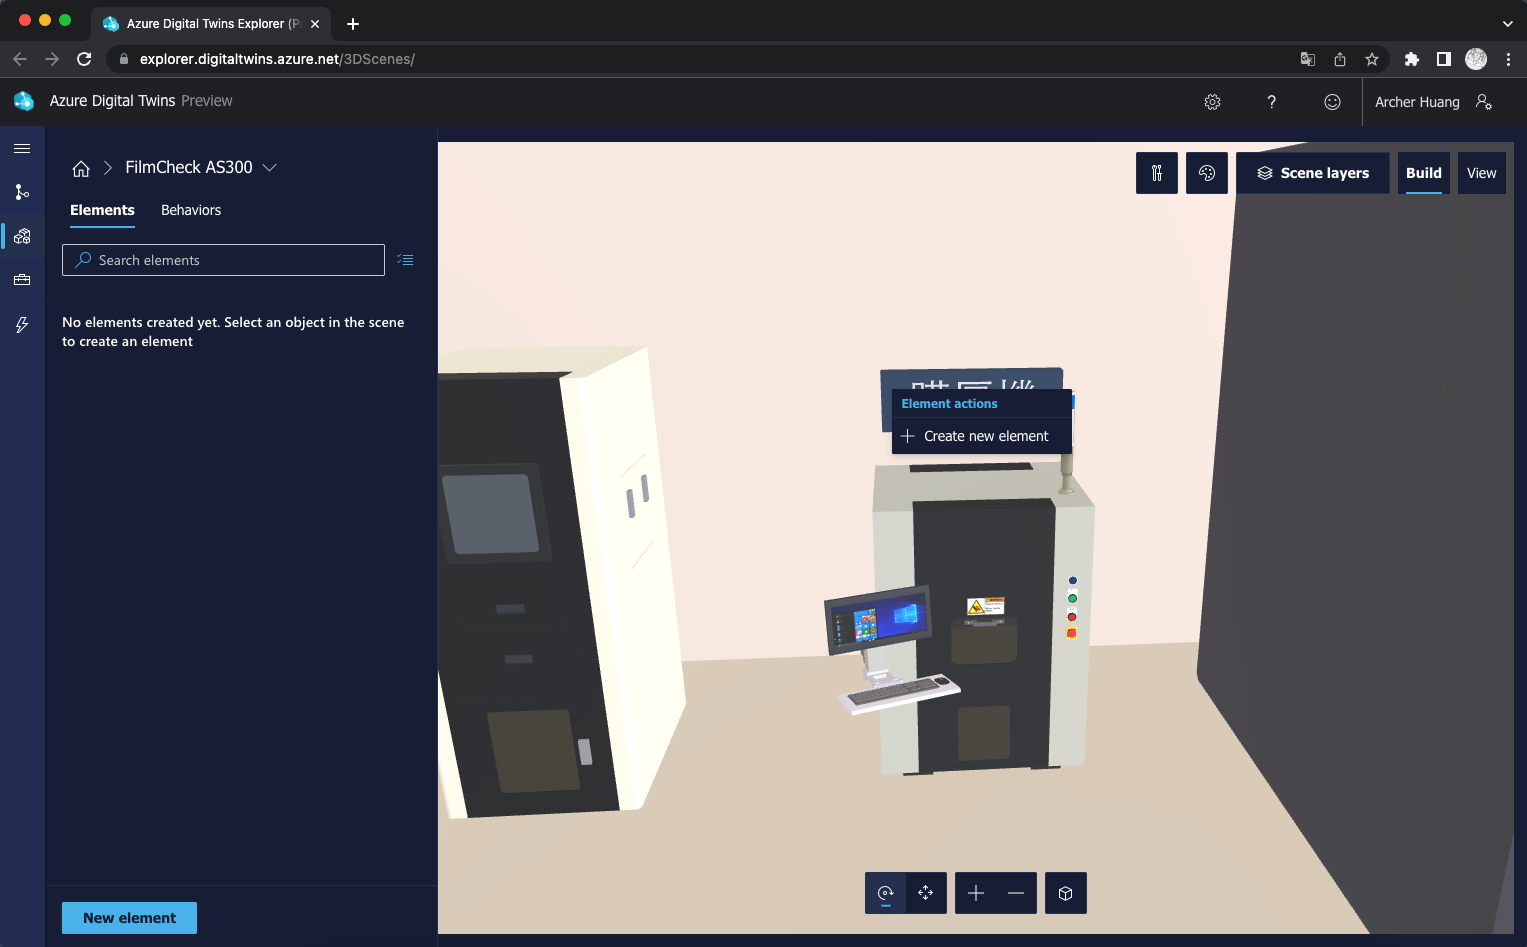 Azure Digital Twins Explorer (P
explorer.digitaltwins.azure.net/3DScenes/
Azure Digital Twins Preview
?
Archer Huang
FilmCheck AS300
Elements
Behaviors
Search elements
No elements created yet. Select an object in the scene
to create an element
New element
Scene layers
Build
View
Element actions
Create new element